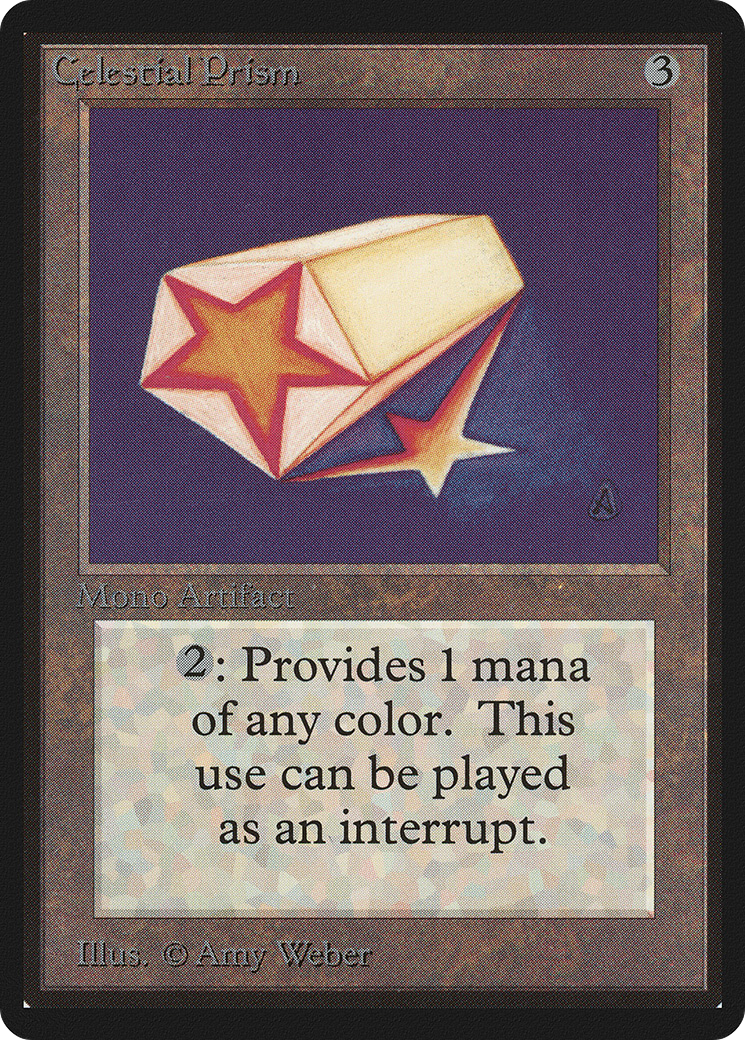 Celestial Prism 3
A
Mono Artifact
2: Provides 1 mana
of any color. This
use can be played
as an interrupt.
Illus. © Amy Weber